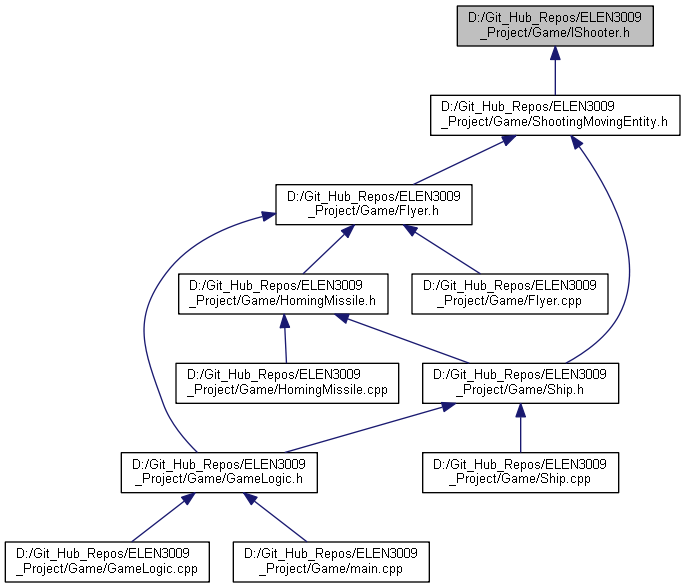 D:/Git_Hub_Repos/ELEN3009
_Project/Game/IShooter.h
D:/Git_Hub_Repos/ELEN3009
_Project/Game/ShootingMovingEntity.h
D:/Git_Hub_Repos/ELEN3009
_Project/Game/Flyer.h
D:/Git_Hub_Repos/ELEN3009
_Project/Game/HomingMissile.h
D:/Git_Hub_Repos/ELEN3009
_Project/Game/Flyer.cpp
D:/Git_Hub_Repos/ELEN3009
_Project/Game/HomingMissile.cpp
D:/Git_Hub_Repos/ELEN3009
_Project/Game/Ship.h
D:/Git_Hub_Repos/ELEN3009
_Project/Game/GameLogic.h
D:/Git_Hub_Repos/ELEN3009
_Project/Game/Ship.cpp
D:/Git_Hub_Repos/ELEN3009
_Project/Game/GameLogic.cpp
D:/Git_Hub_Repos/ELEN3009
_Project/Game/main.cpp